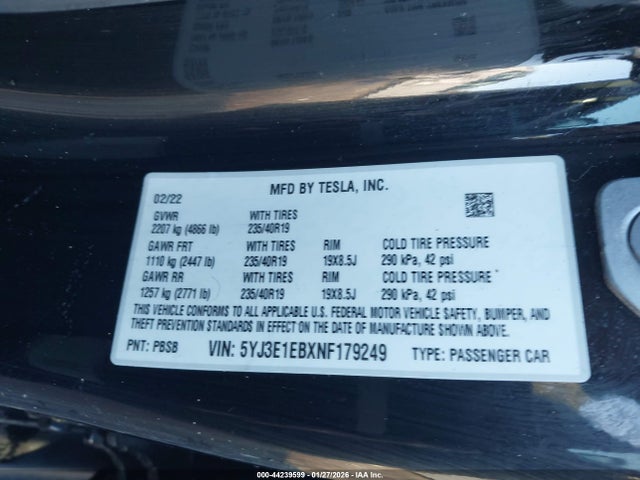 MFD BY TESLA, INC.
02/22
GVWR WITH TIRES
2207 kg (4866 lb) 235/40R19
GAWR FRT WITH TIRES RIM COLD TIRE PRESSURE
1110 kg (2447 lb) 235/40R19 19X8.5J 290 kPa, 42 psi
GAWR RR WITH TIRES RIM COLD TIRE PRESSURE
1257 kg (2771 lb) 235/40R19 19X8.5J 290 kPa, 42 psi
THIS VEHICLE CONFORMS TO ALL APPLICABLE U.S. FEDERAL MOTOR VEHICLE SAFETY, BUMPER, AND
THEFT PREVENTION STANDARDS IN EFFECT ON THE DATE OF MANUFACTURE SHOWN ABOVE.
PNT: PBSB VIN: 5YJ3E1EBXNF179249 TYPE: PASSENGER CAR
000-44239599 - 01/27/2026 - IAA Inc.